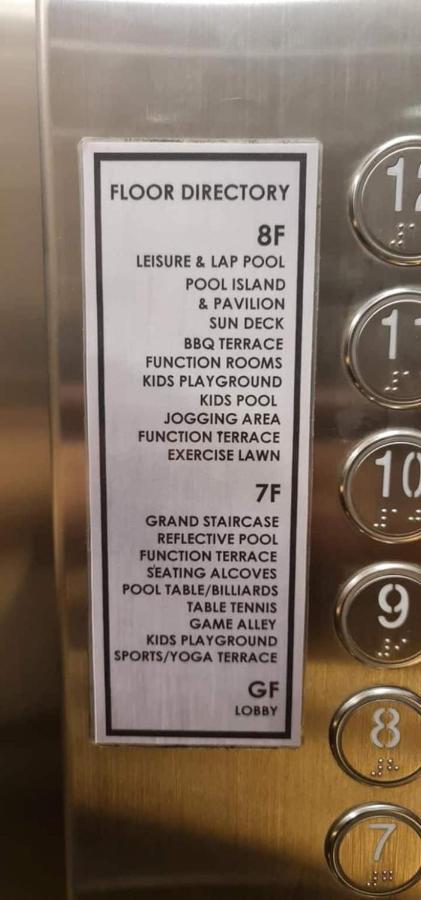 FLOOR DIRECTORY
8F
LEISURE & LAP POOL
POOL ISLAND
& PAVILION
SUN DECK
BBQ TERRACE
FUNCTION ROOMS
KIDS PLAYGROUND
KIDS POOL
JOGGING AREA
FUNCTION TERRACE
EXERCISE LAWN
7F
GRAND STAIRCASE
REFLECTIVE POOL
FUNCTION TERRACE
SEATING ALCOVES
POOL TABLE/BILLIARDS
TABLE TENNIS
GAME ALLEY
KIDS PLAYGROUND
SPORTS/YOGA TERRACE
GF
LOBBY
12
11
10
9
8
7